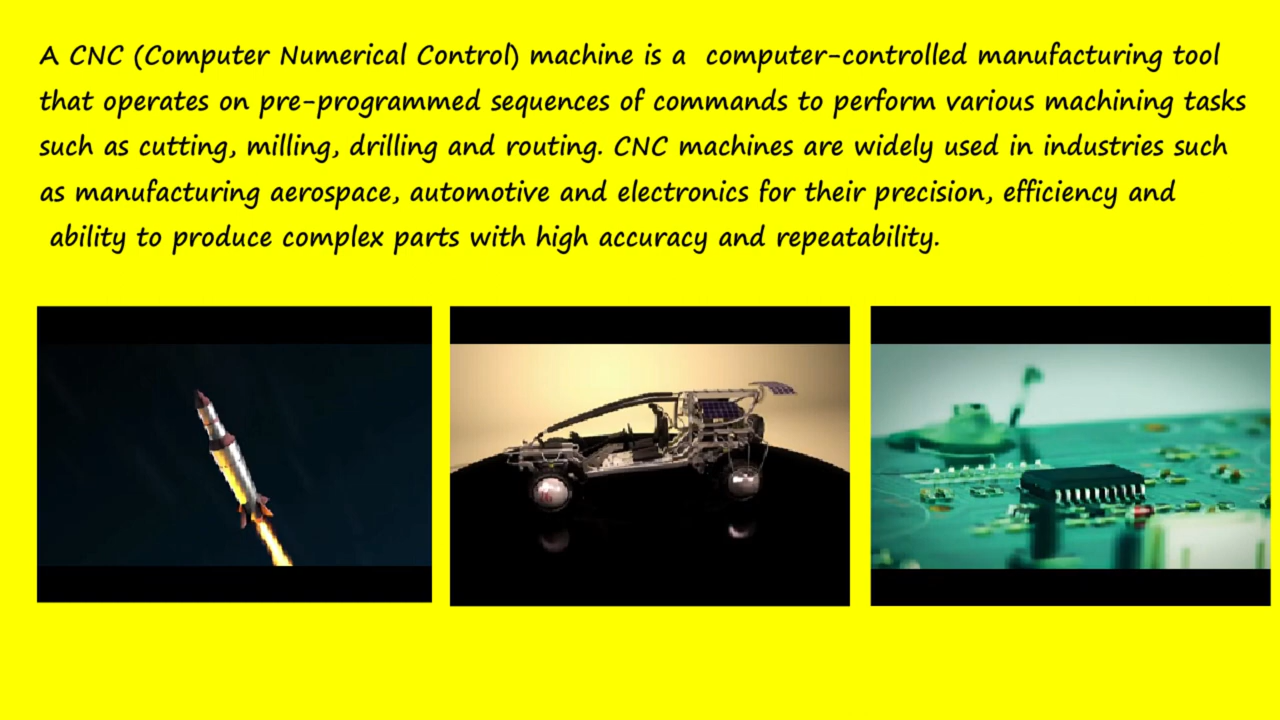 A CNC (Computer Numerical Control) machine is a computer-controlled manufacturing tool
that operates on pre-programmed sequences of commands to perform various machining tasks
such as cutting, milling, drilling and routing. CNC machines are widely used in industries such
as manufacturing aerospace, automotive and electronics for their precision, efficiency and
ability to produce complex parts with high accuracy and repeatability.